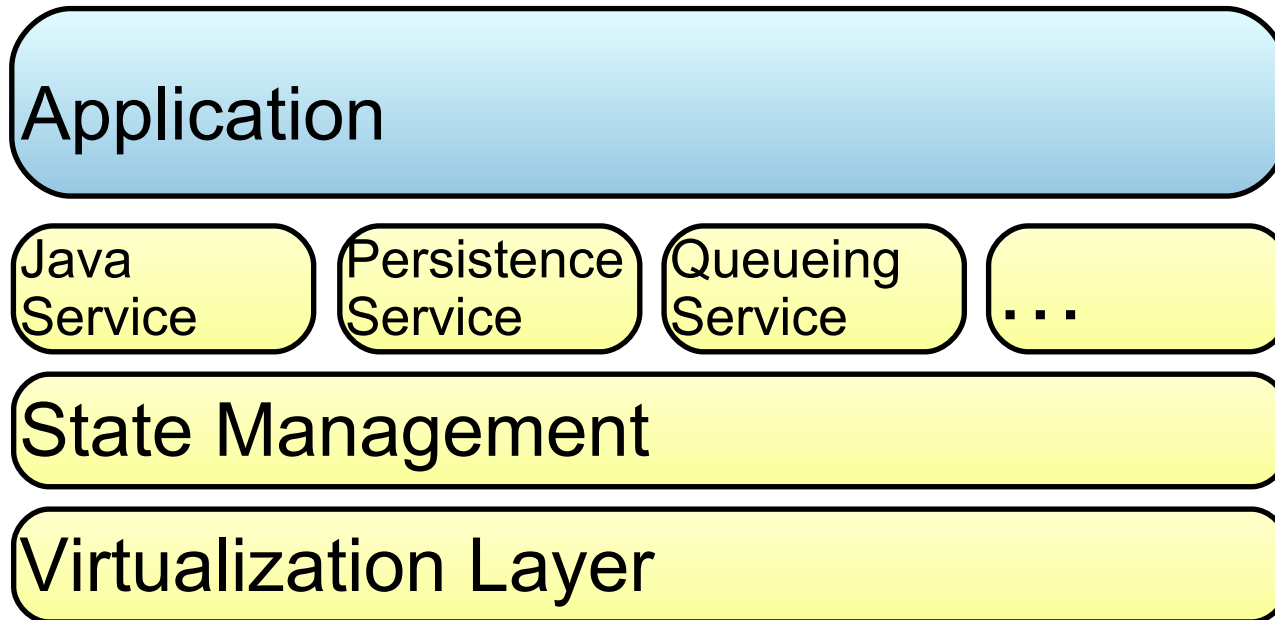 Application
Java
Service
Persistence
Service
Queueing
Service
...
State Management
Virtualization Layer